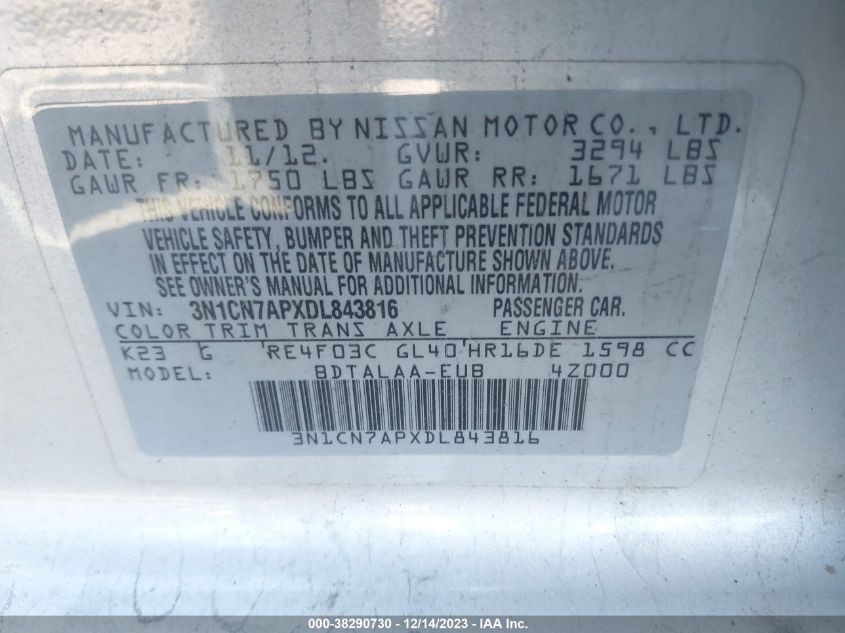 MANUFACTURED BY NISSAN MOTOR CO., LTD.
DATE: 11/12. GVWR: 3294 LBS
GAWR FR: 1750 LBS GAWR RR: 1671 LBS
THIS VEHICLE CONFORMS TO ALL APPLICABLE FEDERAL MOTOR
VEHICLE SAFETY, BUMPER AND THEFT PREVENTION STANDARDS
IN EFFECT ON THE DATE OF MANUFACTURE SHOWN ABOVE.
SEE OWNER'S MANUAL FOR ADDITIONAL INFORMATION.
VIN: 3N1CN7APXDL843816 PASSENGER CAR.
COLOR TRIM TRANS AXLE ENGINE
K23 G RE4F03C GL40 HR16DE 1598 CC
MODEL: BDTALAA-EUB 4Z000
3N1CN7APXDL843816
000-38290730 - 12/14/2023 - IAA Inc.